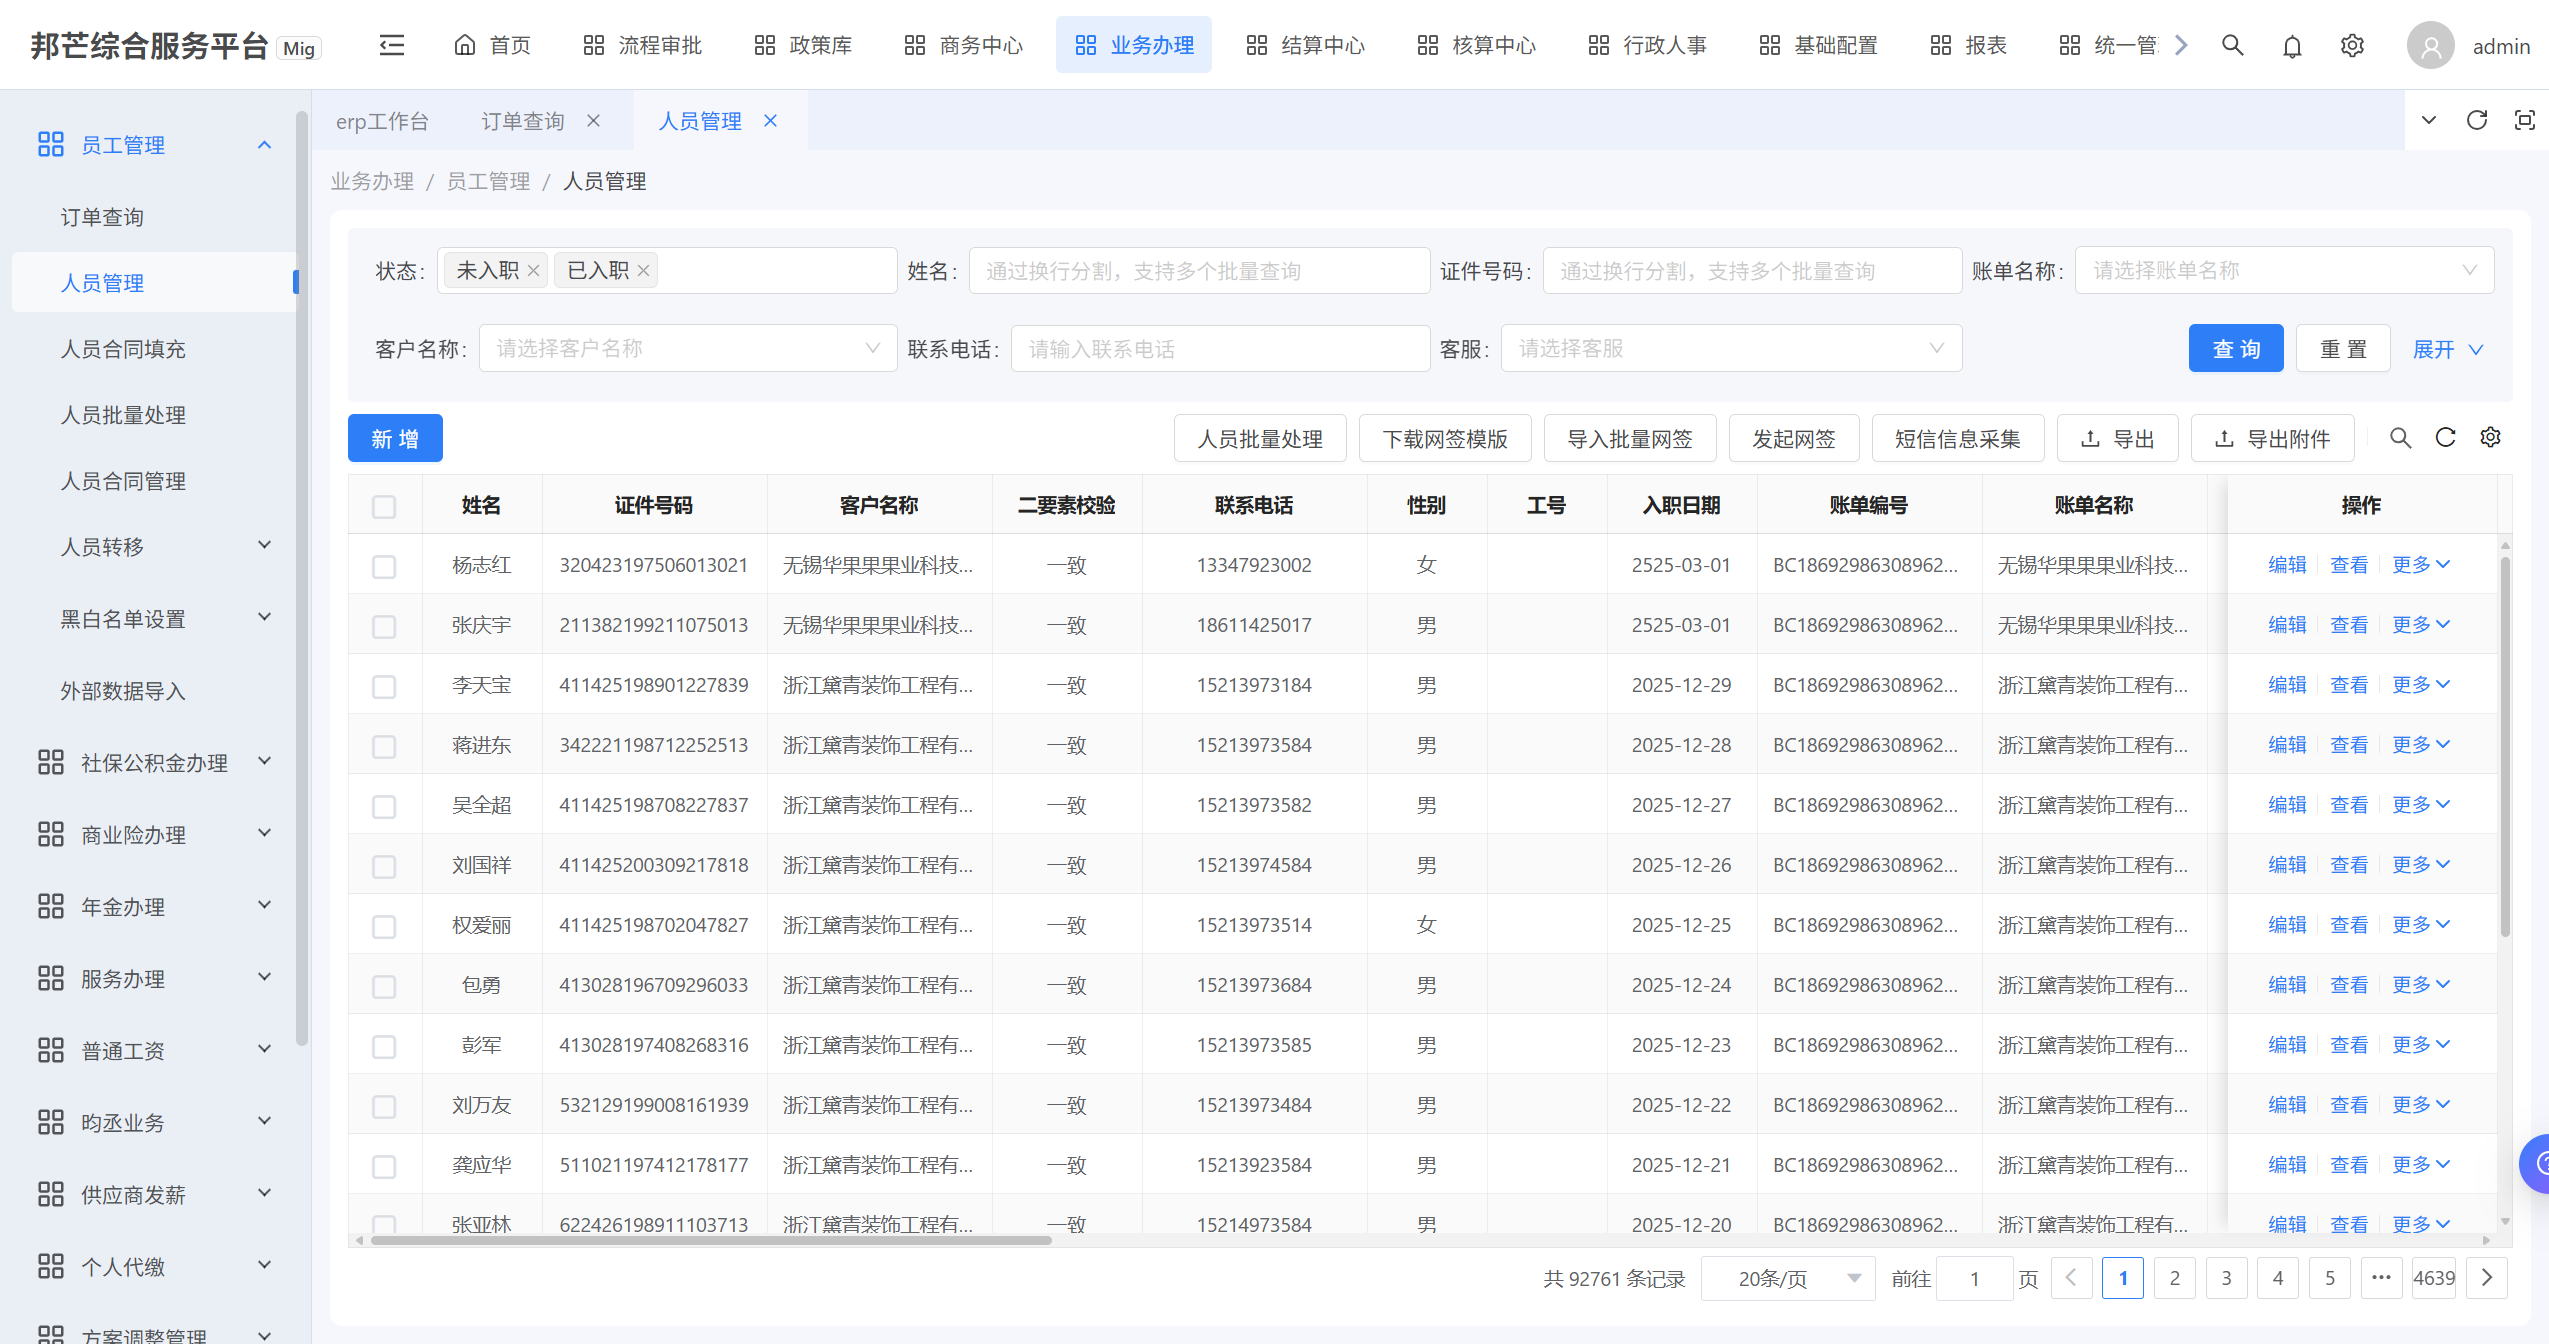 邦芒综合服务平台 Mig 首页 流程审批 政策库 商务中心 业务办理 结算中心 核算中心 行政人事 基础配置 报表 统一管 admin
员工管理
订单查询
人员管理
人员合同填充
人员批量处理
人员合同管理
人员转移
黑白名单设置
外部数据导入
社保公积金办理
商业险办理
年金办理
服务办理
普通工资
昀丞业务
供应商发薪
个人代缴
方案调整管理
erp工作台 订单查询 人员管理
业务办理 / 员工管理 / 人员管理
状态: 未入职 已入职 姓名: 通过换行分割，支持多个批量查询 证件号码: 通过换行分割，支持多个批量查询 账单名称: 请选择账单名称
客户名称: 请选择客户名称 联系电话: 请输入联系电话 客服: 请选择客服 查 询 重 置 展开
新 增 人员批量处理 下载网签模版 导入批量网签 发起网签 短信信息采集 导出 导出附件
姓名 证件号码 客户名称 二要素校验 联系电话 性别 工号 入职日期 账单编号 账单名称 操作
杨志红 320423197506013021 无锡华果果果业科技... 一致 13347923002 女 2525-03-01 BC18692986308962... 无锡华果果果业科技... 编辑 查看 更多
张庆宇 211382199211075013 无锡华果果果业科技... 一致 18611425017 男 2525-03-01 BC18692986308962... 无锡华果果果业科技... 编辑 查看 更多
李天宝 411425198901227839 浙江黛青装饰工程有... 一致 15213973184 男 2025-12-29 BC18692986308962... 浙江黛青装饰工程有... 编辑 查看 更多
蒋进东 342221198712252513 浙江黛青装饰工程有... 一致 15213973584 男 2025-12-28 BC18692986308962... 浙江黛青装饰工程有... 编辑 查看 更多
吴全超 411425198708227837 浙江黛青装饰工程有... 一致 15213973582 男 2025-12-27 BC18692986308962... 浙江黛青装饰工程有... 编辑 查看 更多
刘国祥 411425200309217818 浙江黛青装饰工程有... 一致 15213974584 男 2025-12-26 BC18692986308962... 浙江黛青装饰工程有... 编辑 查看 更多
权爱丽 411425198702047827 浙江黛青装饰工程有... 一致 15213973514 女 2025-12-25 BC18692986308962... 浙江黛青装饰工程有... 编辑 查看 更多
包勇 413028196709296033 浙江黛青装饰工程有... 一致 15213973684 男 2025-12-24 BC18692986308962... 浙江黛青装饰工程有... 编辑 查看 更多
彭军 413028197408268316 浙江黛青装饰工程有... 一致 15213973585 男 2025-12-23 BC18692986308962... 浙江黛青装饰工程有... 编辑 查看 更多
刘万友 532129199008161939 浙江黛青装饰工程有... 一致 15213973484 男 2025-12-22 BC18692986308962... 浙江黛青装饰工程有... 编辑 查看 更多
龚应华 511021197412178177 浙江黛青装饰工程有... 一致 15213923584 男 2025-12-21 BC18692986308962... 浙江黛青装饰工程有... 编辑 查看 更多
张亚林 622426198911103713 浙江黛青装饰工程有... 一致 15214973584 男 2025-12-20 BC18692986308962... 浙江黛青装饰工程有... 编辑 查看 更多
共 92761 条记录 20条/页 前往 1 页 1 2 3 4 5 ••• 4639